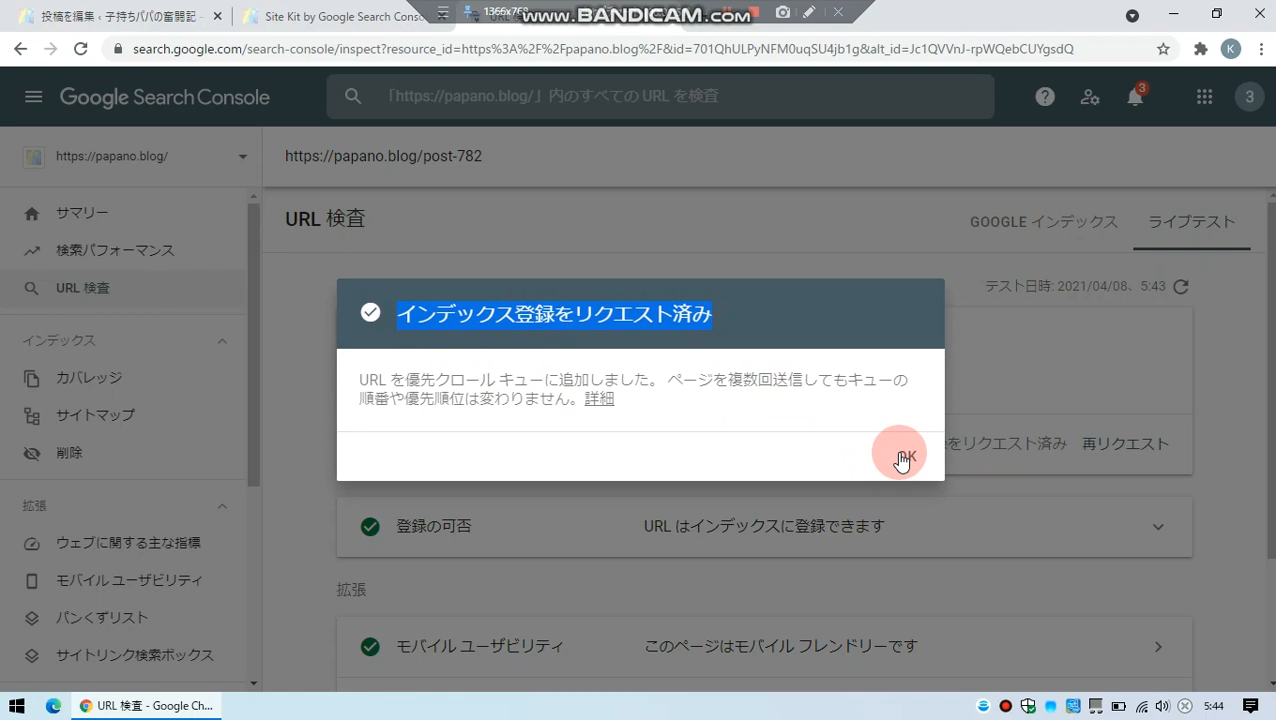 投稿を編集 ‹ 子持ちパパの奮闘記 -
Site Kit by Google Search Conso
1366x768
www.BANDICAM.com
search.google.com/search-console/inspect?resource_id=https%3A%2F%2Fpapano.blog%2F&id=701QhULPyNFM0uqSU4jb1g&alt_id=Jc1QVVnJ-rpWQebCUYgsdQ
K
Google Search Console
「https://papano.blog/」内のすべての URL を検査
3
3
https://papano.blog/
https://papano.blog/post-782
サマリー
検索パフォーマンス
URL 検査
インデックス
カバレッジ
サイトマップ
削除
拡張
ウェブに関する主な指標
モバイル ユーザビリティ
パンくずリスト
サイトリンク検索ボックス
URL 検査
GOOGLE インデックス
ライブテスト
テスト日時: 2021/04/08、5:43
インデックス登録をリクエスト済み
URL を優先クロール キューに追加しました。 ページを複数回送信してもキューの
順番や優先順位は変わりません。詳細
OK
をリクエスト済み
再リクエスト
登録の可否
URL はインデックスに登録できます
拡張
モバイル ユーザビリティ
このページはモバイル フレンドリーです
URL 検査 - Google Ch...
5:44